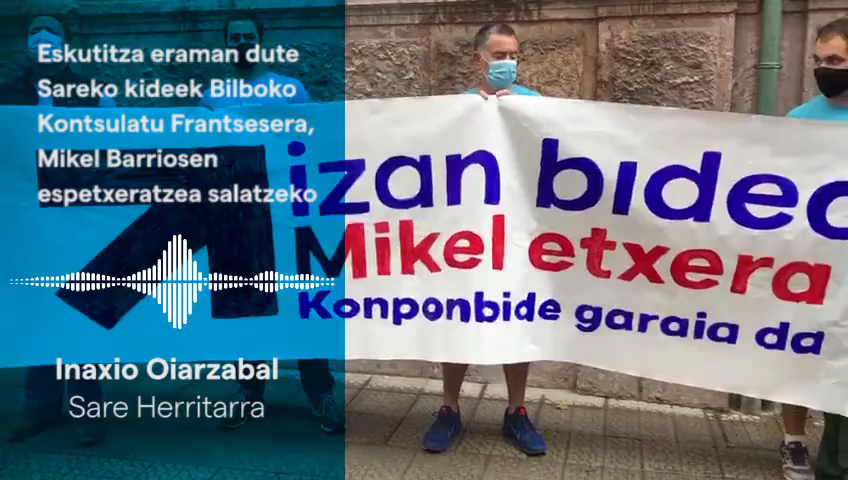 Eskutitza eraman dute
Sareko kideek Bilboko
Kontsulatu Frantsesera,
Mikel Barriosen
espetxeratzea salatzeko
Inaxio Oiarzabal
Sare Herritarra
izan bidea
Mikel etxera
Konponbide garaia da